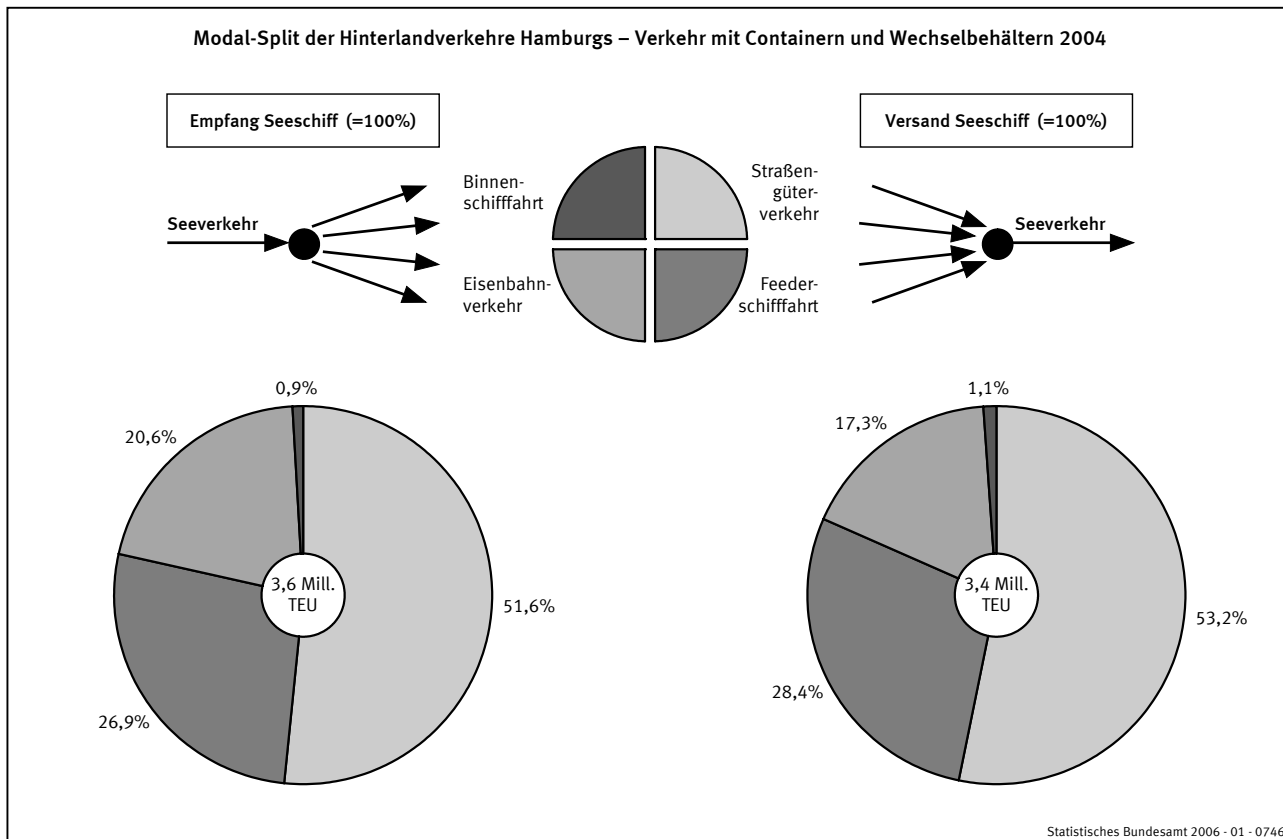 Modal-Split der Hinterlandverkehre Hamburgs – Verkehr mit Containern und Wechselbehältern 2004
Empfang Seeschiff (=100%)
Versand Seeschiff (=100%)
Seeverkehr
Binnen-
schifffahrt
Eisenbahn-
verkehr
Straßen-
güter-
verkehr
Feeder-
schifffahrt
Seeverkehr
0,9%
20,6%
3,6 Mill.
TEU
51,6%
26,9%
1,1%
17,3%
3,4 Mill.
TEU
53,2%
28,4%
Statistisches Bundesamt 2006 - 01 - 0746